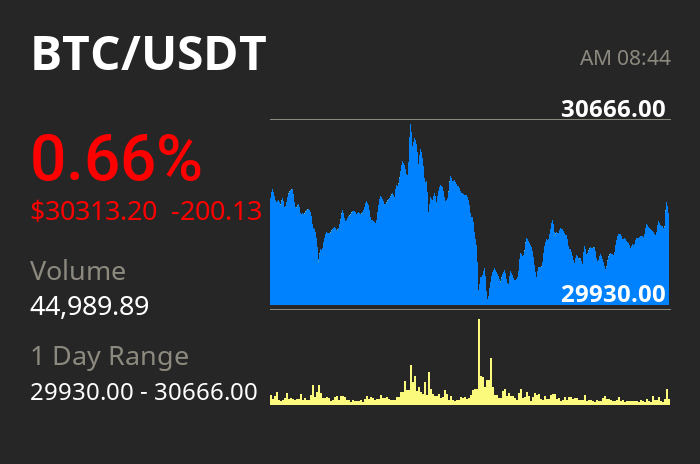 BTC/USDT
AM 08:44
30666.00
0.66%
$30313.20 -200.13
Volume
44,989.89
29930.00
1 Day Range
29930.00 - 30666.00